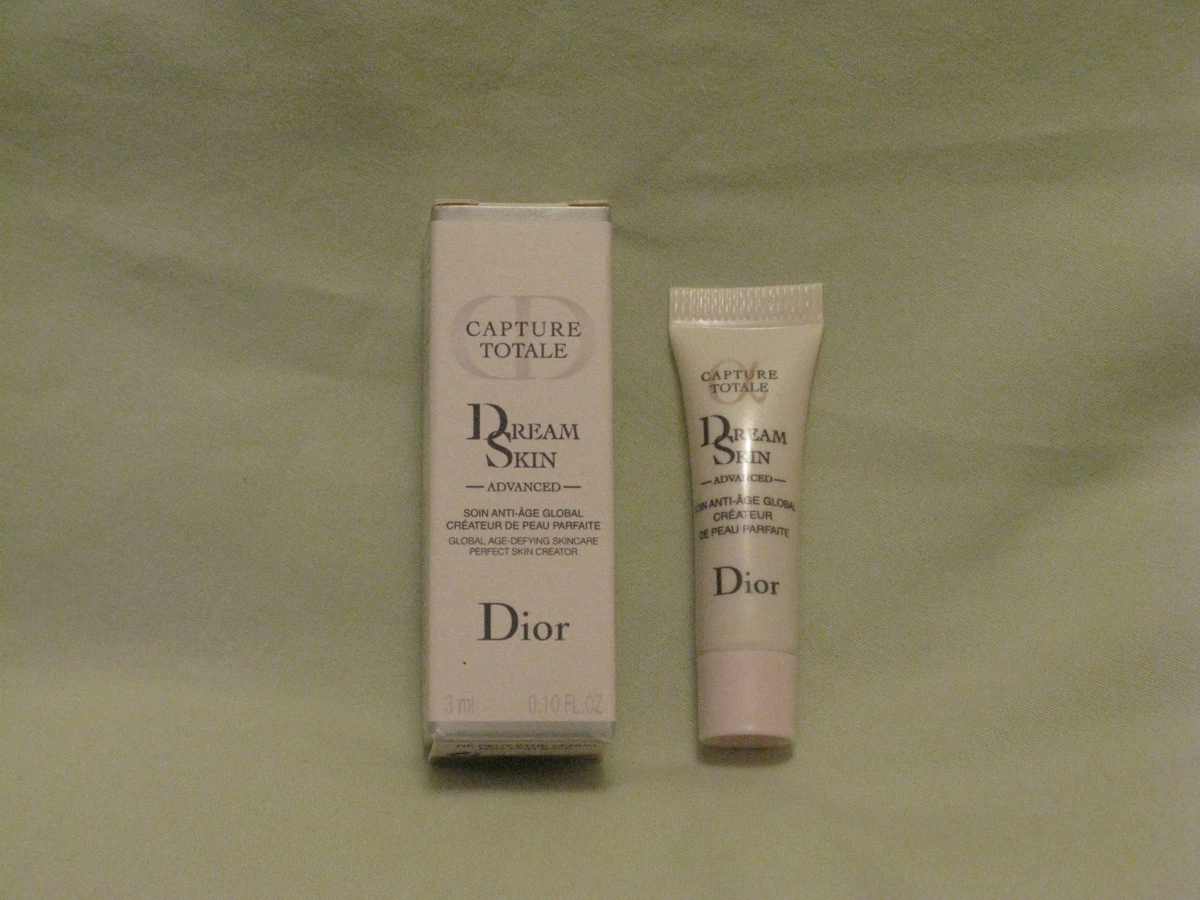 CAPTURE
TOTALE
DREAM
SKIN
ADVANCED
SOIN ANTI-ÂGE GLOBAL
CRÉATEUR DE PEAU PARFAITE
GLOBAL AGE-DEFYING SKINCARE
PERFECT SKIN CREATOR
Dior
3 ml 0.10 FL.OZ
CAPTURE
TOTALE
DREAM
SKIN
ADVANCED
SOIN ANTI-ÂGE GLOBAL
CRÉATEUR
DE PEAU PARFAITE
Dior